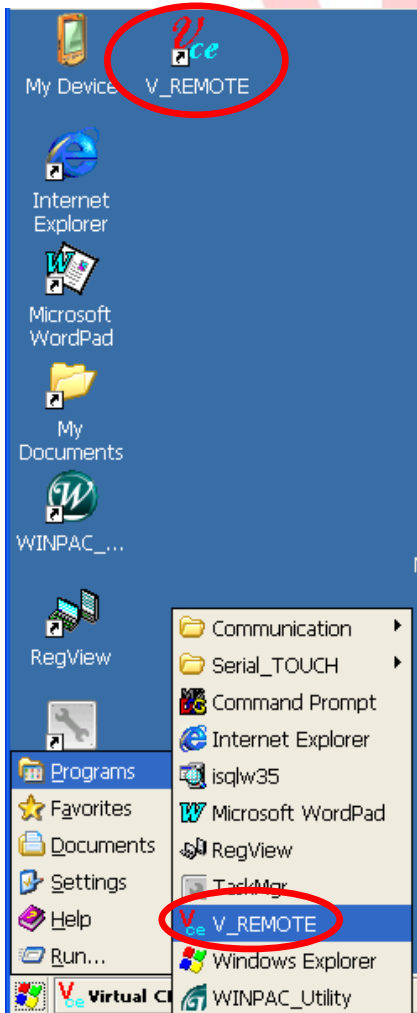 Vce
My Device
V_REMOTE
Internet
Explorer
Microsoft
WordPad
My
Documents
WINPAC_...
RegView
Communication
Serial_TOUCH
Command Prompt
Internet Explorer
isqlw35
Microsoft WordPad
RegView
TaskMgr
V_REMOTE
Windows Explorer
WINPAC_Utility
Programs
Favorites
Documents
Settings
Help
Run...
Virtual